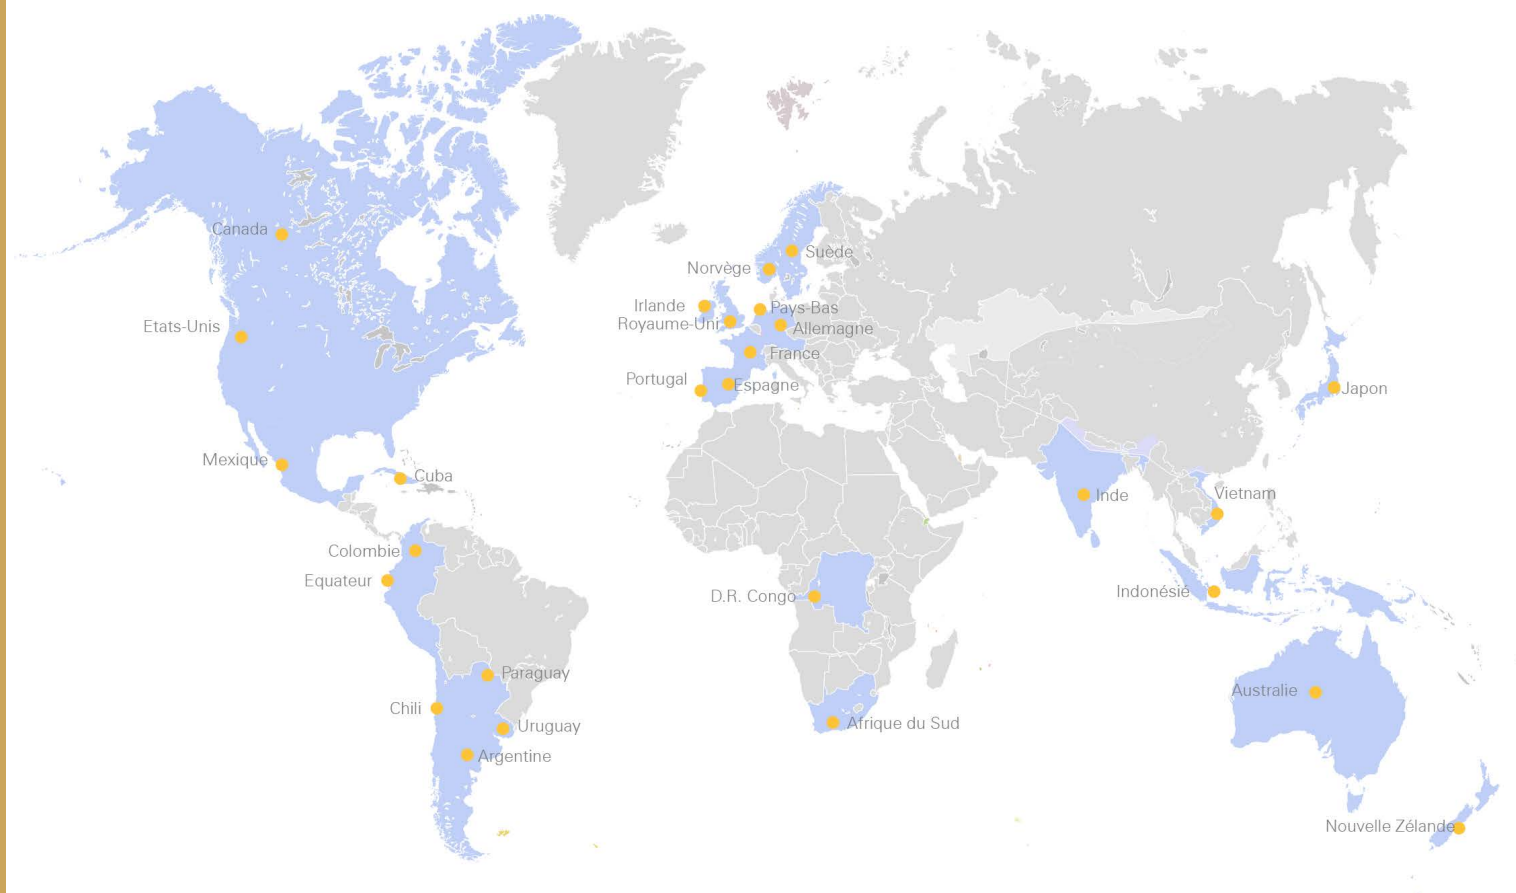 Canada
Suède
Norvège
Irlande
Pays-Bas
Royaume-Uni
Etats-Unis
Allemagne
France
Portugal
Espagne
Japon
Mexique
Cuba
Vietnam
Inde
Colombie
Equateur
Indonésié
D.R. Congo
Paraguay
Australie
Chili
Afrique du Sud
Uruguay
Argentine
Nouvelle Zélande